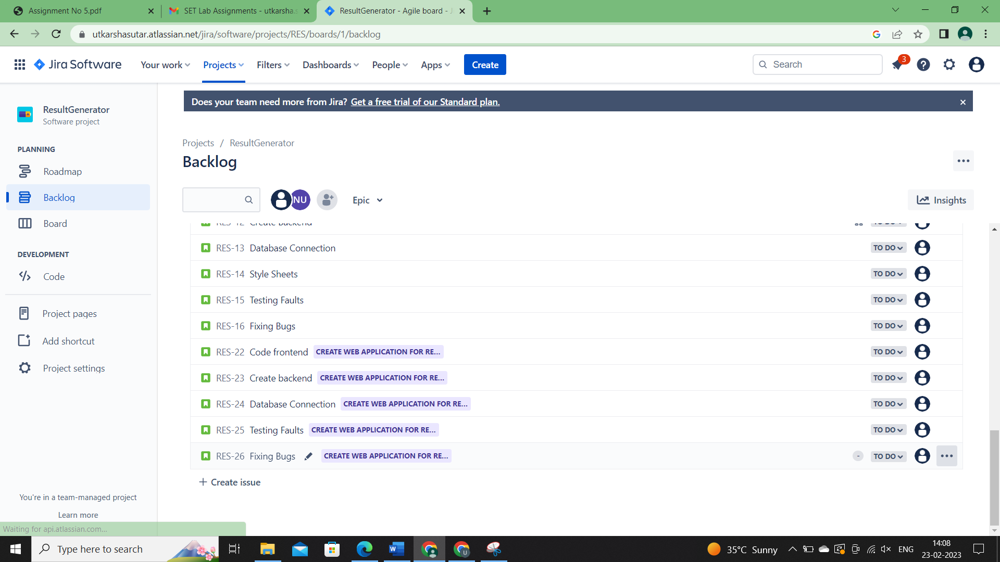 Assignment No 5.pdf
SET Lab Assignments - utkarsha.s
ResultGenerator - Agile board - J
utkarshasutar.atlassian.net/jira/software/projects/RES/boards/1/backlog
Jira Software
Your work
Projects
Filters
Dashboards
People
Apps
Create
Search
3
Does your team need more from Jira? Get a free trial of our Standard plan.
ResultGenerator
Software project
PLANNING
Roadmap
Backlog
Board
DEVELOPMENT
Code
Project pages
Add shortcut
Project settings
You're in a team-managed project
Learn more
Waiting for api.atlassian.com...
Projects / ResultGenerator
Backlog
NU
Epic
Insights
RES-12 Create Backend TO DO
RES-13 Database Connection TO DO
RES-14 Style Sheets TO DO
RES-15 Testing Faults TO DO
RES-16 Fixing Bugs TO DO
RES-22 Code frontend CREATE WEB APPLICATION FOR RE... TO DO
RES-23 Create backend CREATE WEB APPLICATION FOR RE... TO DO
RES-24 Database Connection CREATE WEB APPLICATION FOR RE... TO DO
RES-25 Testing Faults CREATE WEB APPLICATION FOR RE... TO DO
RES-26 Fixing Bugs CREATE WEB APPLICATION FOR RE... - TO DO
+ Create issue
Type here to search
35°C Sunny
ENG
14:08
23-02-2023